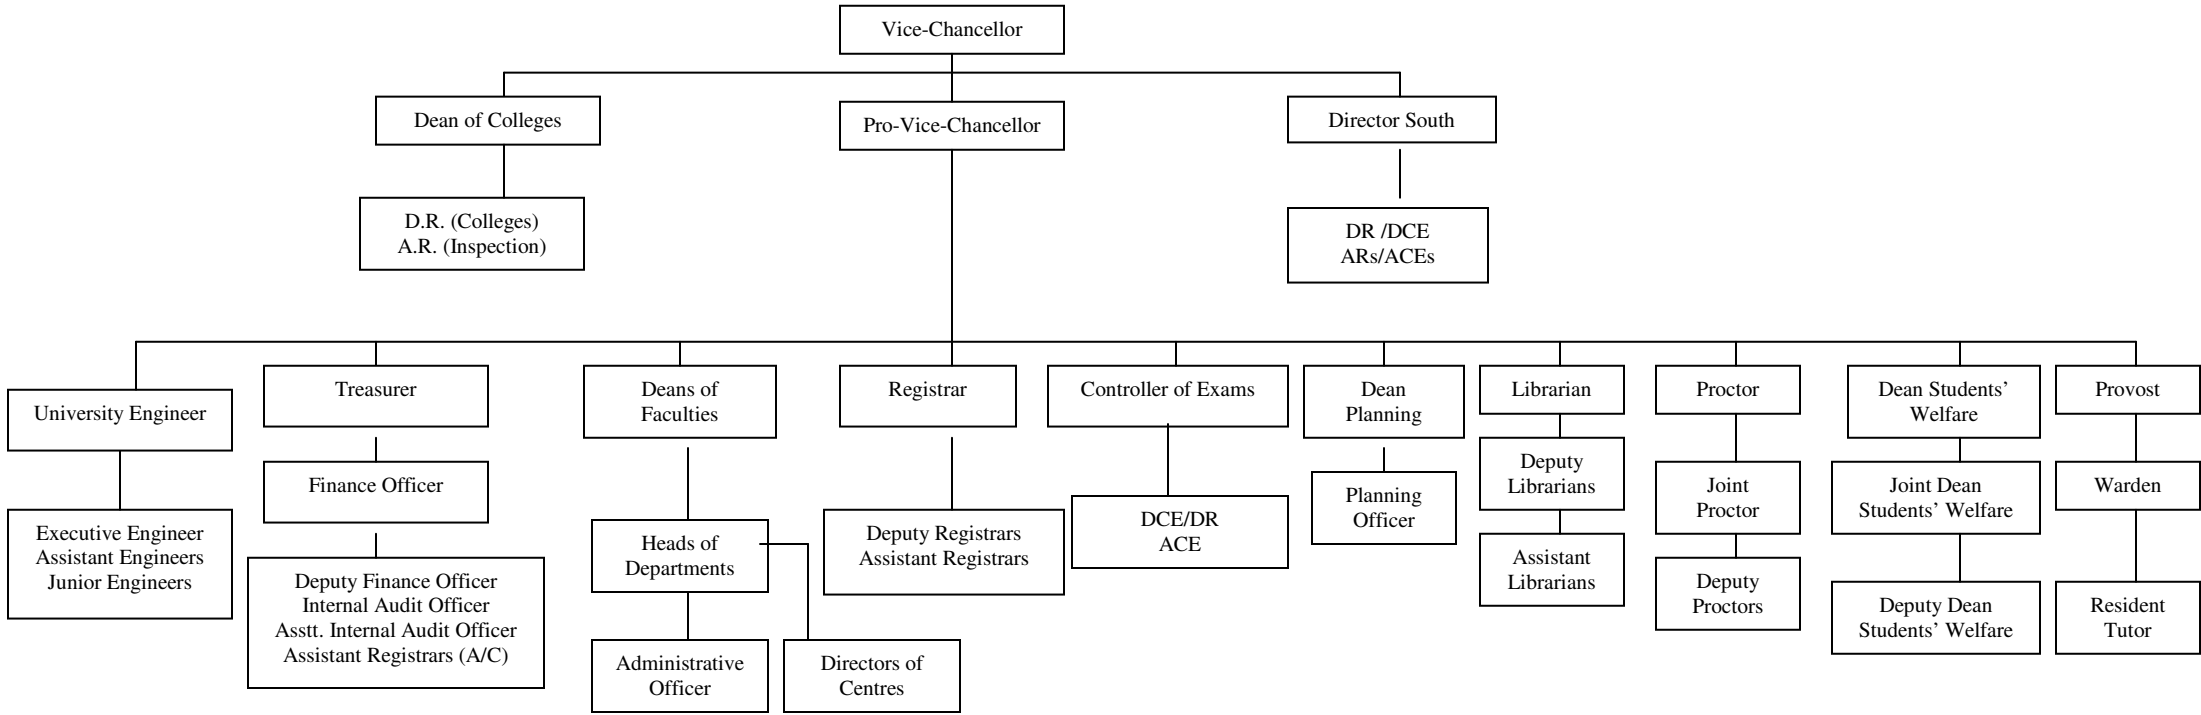 Vice-Chancellor
Dean of Colleges
Pro-Vice-Chancellor
Director South
D.R. (Colleges)
A.R. (Inspection)
DR /DCE
ARs/ACEs
University Engineer
Treasurer
Deans of
Faculties
Registrar
Controller of Exams
Dean
Planning
Librarian
Proctor
Dean Students’
Welfare
Provost
Executive Engineer
Assistant Engineers
Junior Engineers
Finance Officer
Deputy Finance Officer
Internal Audit Officer
Asstt. Internal Audit Officer
Assistant Registrars (A/C)
Heads of
Departments
Administrative
Officer
Directors of
Centres
Deputy Registrars
Assistant Registrars
DCE/DR
ACE
Planning
Officer
Deputy
Librarians
Assistant
Librarians
Joint
Proctor
Deputy
Proctors
Joint Dean
Students’ Welfare
Deputy Dean
Students’ Welfare
Warden
Resident
Tutor